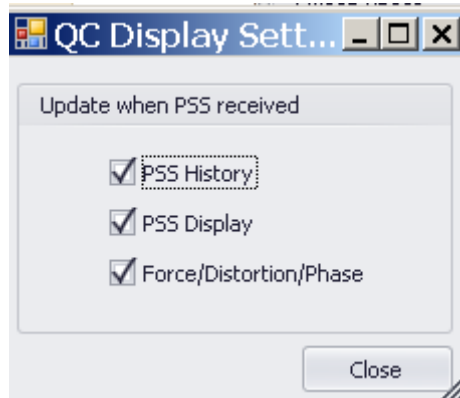 QC Display Sett...
Update when PSS received
PSS History
PSS Display
Force/Distortion/Phase
Close